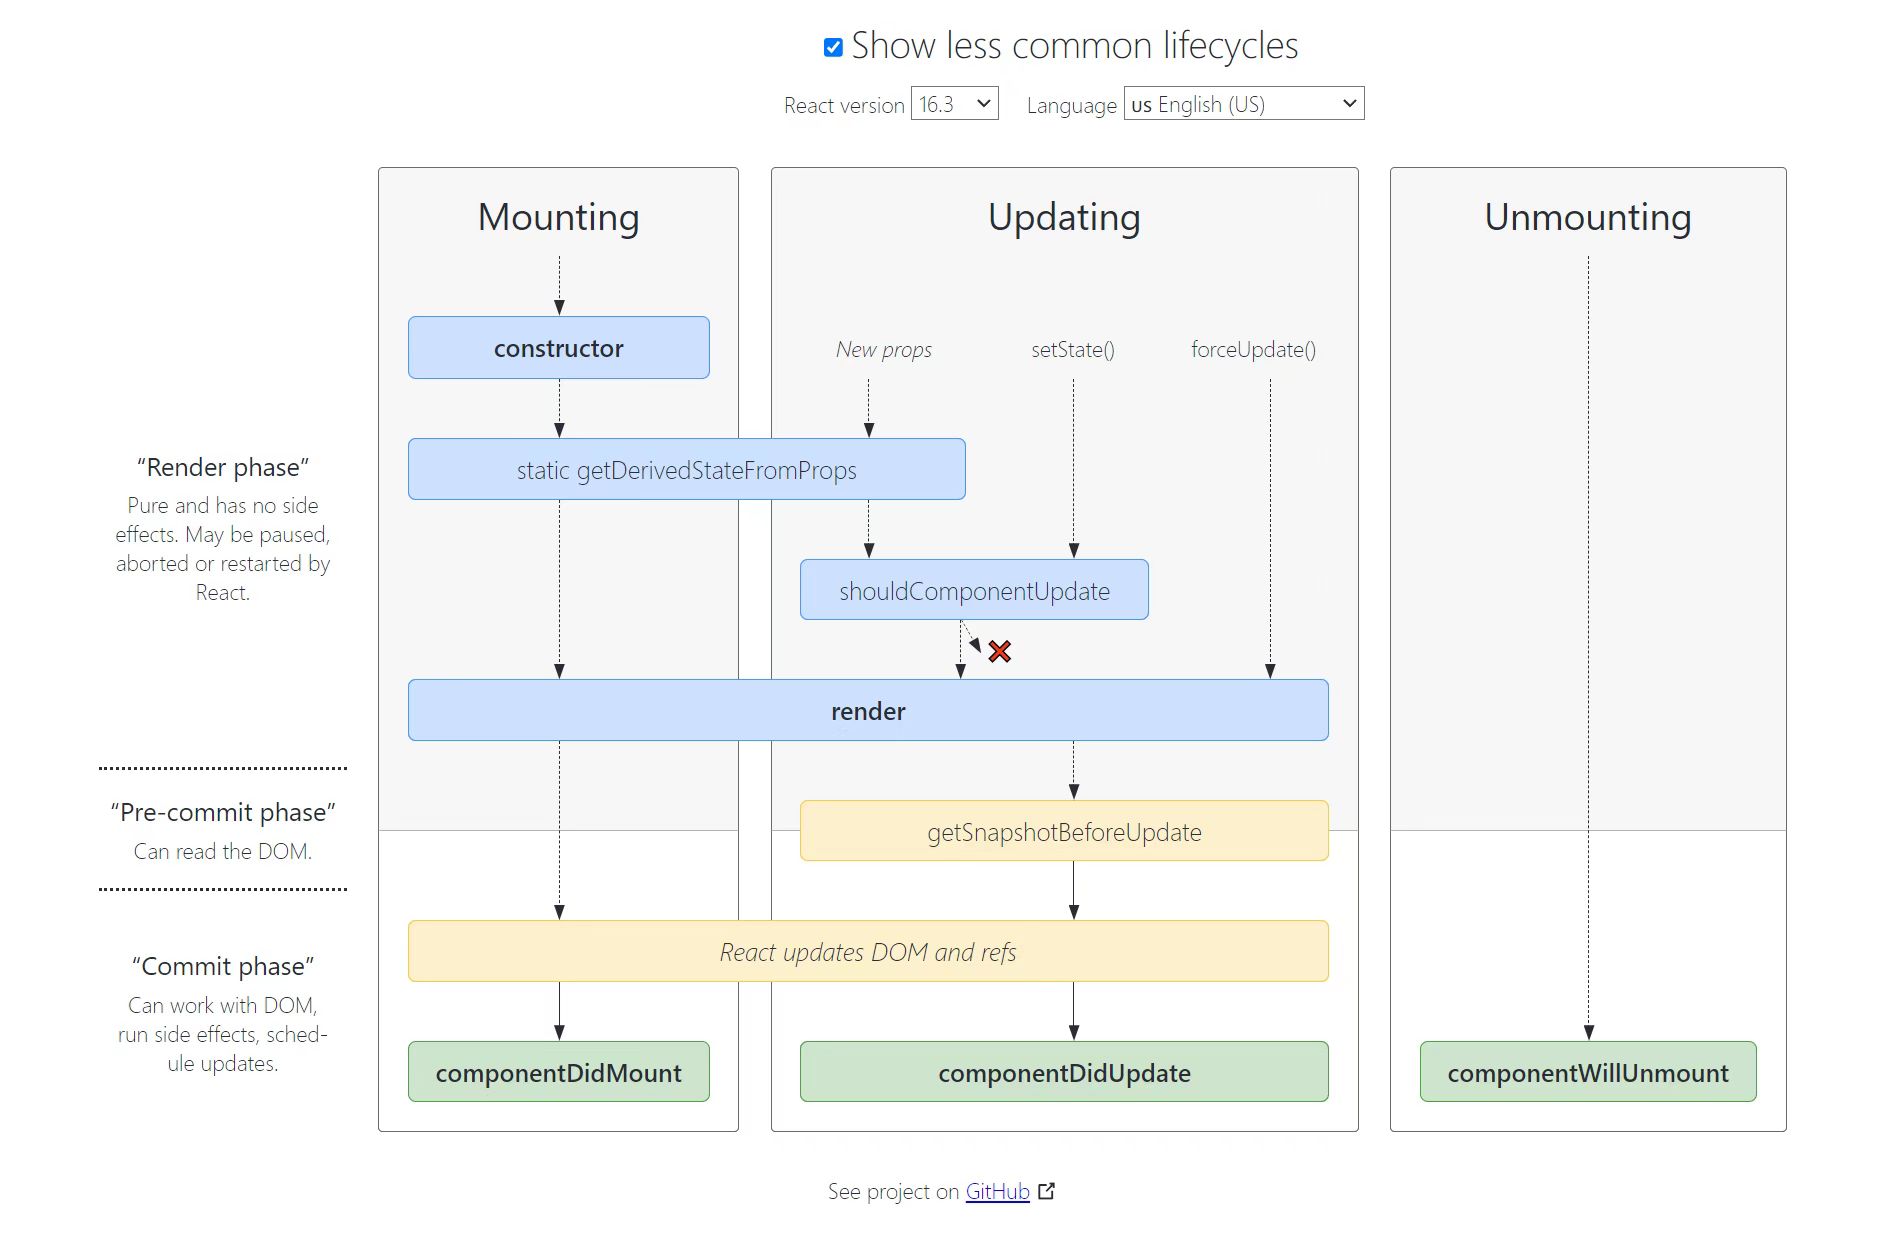 Show less common lifecycles
React version 16.3 Language us English (US)
Mounting
Updating
Unmounting
constructor
New props
setState()
forceUpdate()
static getDerivedStateFromProps
“Render phase”
Pure and has no side
effects. May be paused,
aborted or restarted by
React.
shouldComponentUpdate
render
“Pre-commit phase”
Can read the DOM.
getSnapshotBeforeUpdate
React updates DOM and refs
“Commit phase”
Can work with DOM,
run side effects, sched-
ule updates.
componentDidMount
componentDidUpdate
componentWillUnmount
See project on GitHub